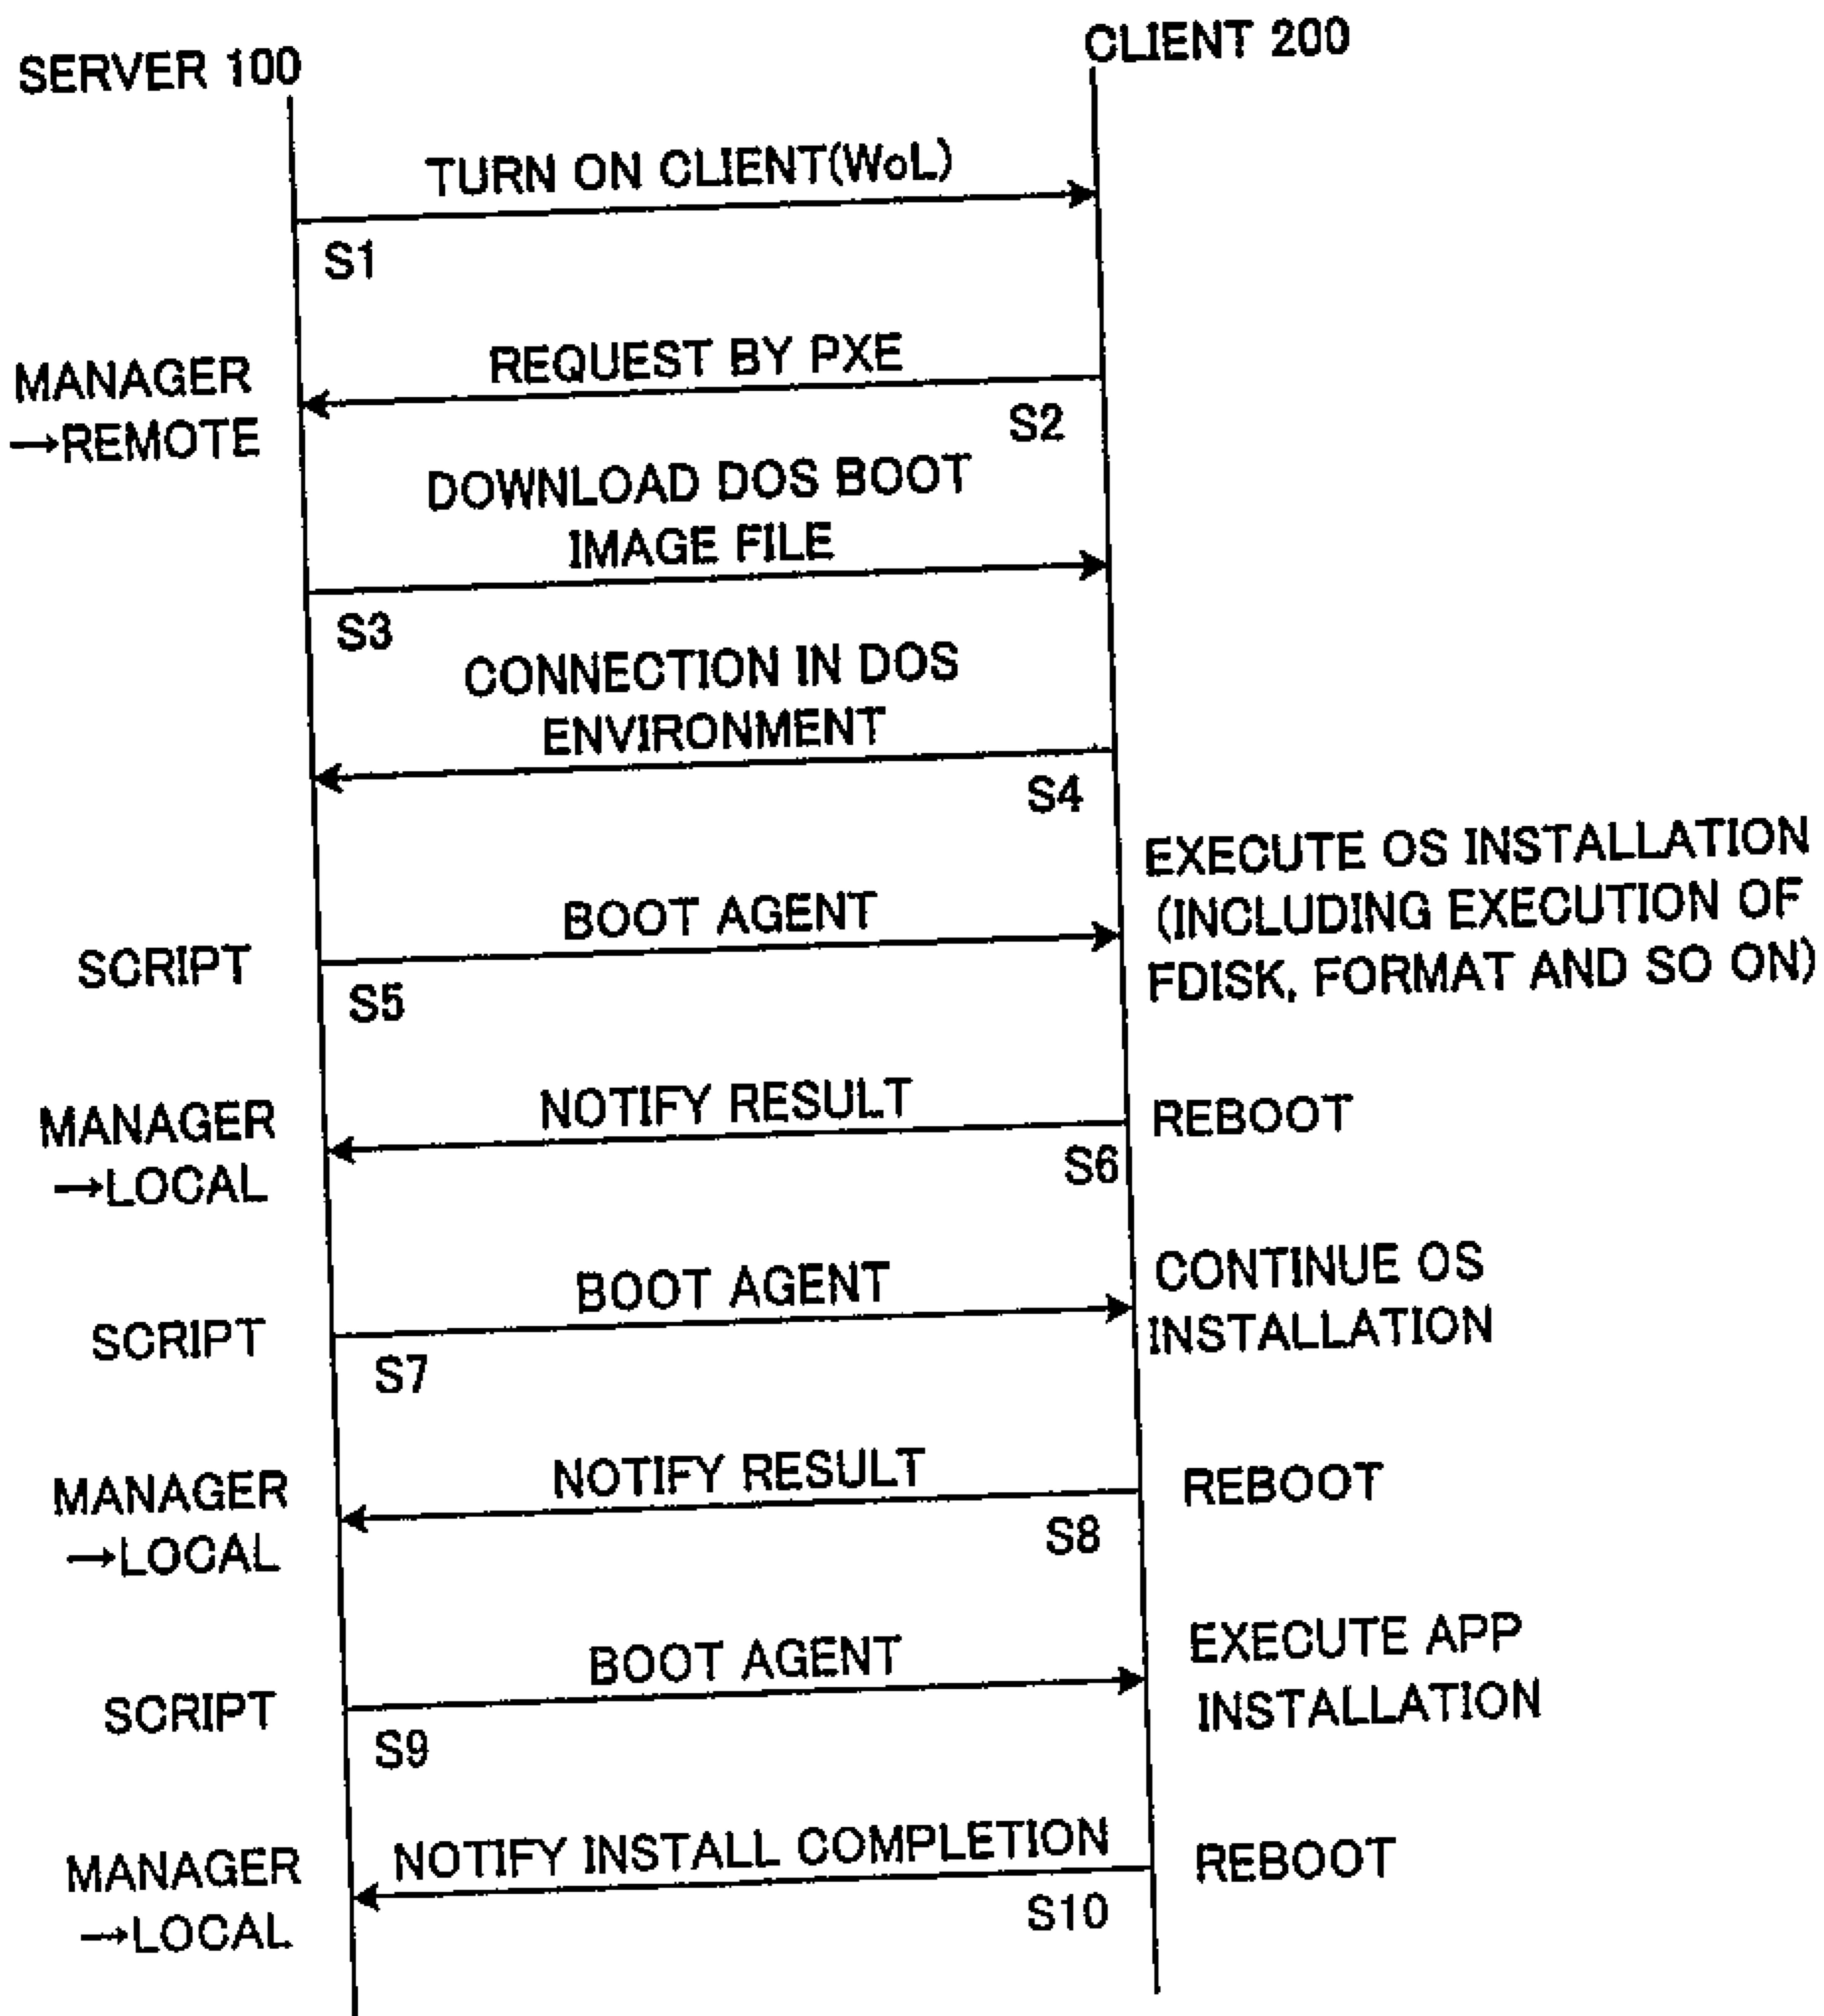 SERVER 100
CLIENT 200
TURN ON CLIENT(WoL)
S1
MANAGER
→REMOTE
REQUEST BY PXE
S2
DOWNLOAD DOS BOOT
IMAGE FILE
S3
CONNECTION IN DOS
ENVIRONMENT
S4
SCRIPT
BOOT AGENT
S5
EXECUTE OS INSTALLATION
(INCLUDING EXECUTION OF
FDISK, FORMAT AND SO ON)
MANAGER
→LOCAL
NOTIFY RESULT
S6
REBOOT
SCRIPT
BOOT AGENT
S7
CONTINUE OS
INSTALLATION
MANAGER
→LOCAL
NOTIFY RESULT
S8
REBOOT
SCRIPT
BOOT AGENT
S9
EXECUTE APP
INSTALLATION
MANAGER
→LOCAL
NOTIFY INSTALL COMPLETION
S10
REBOOT